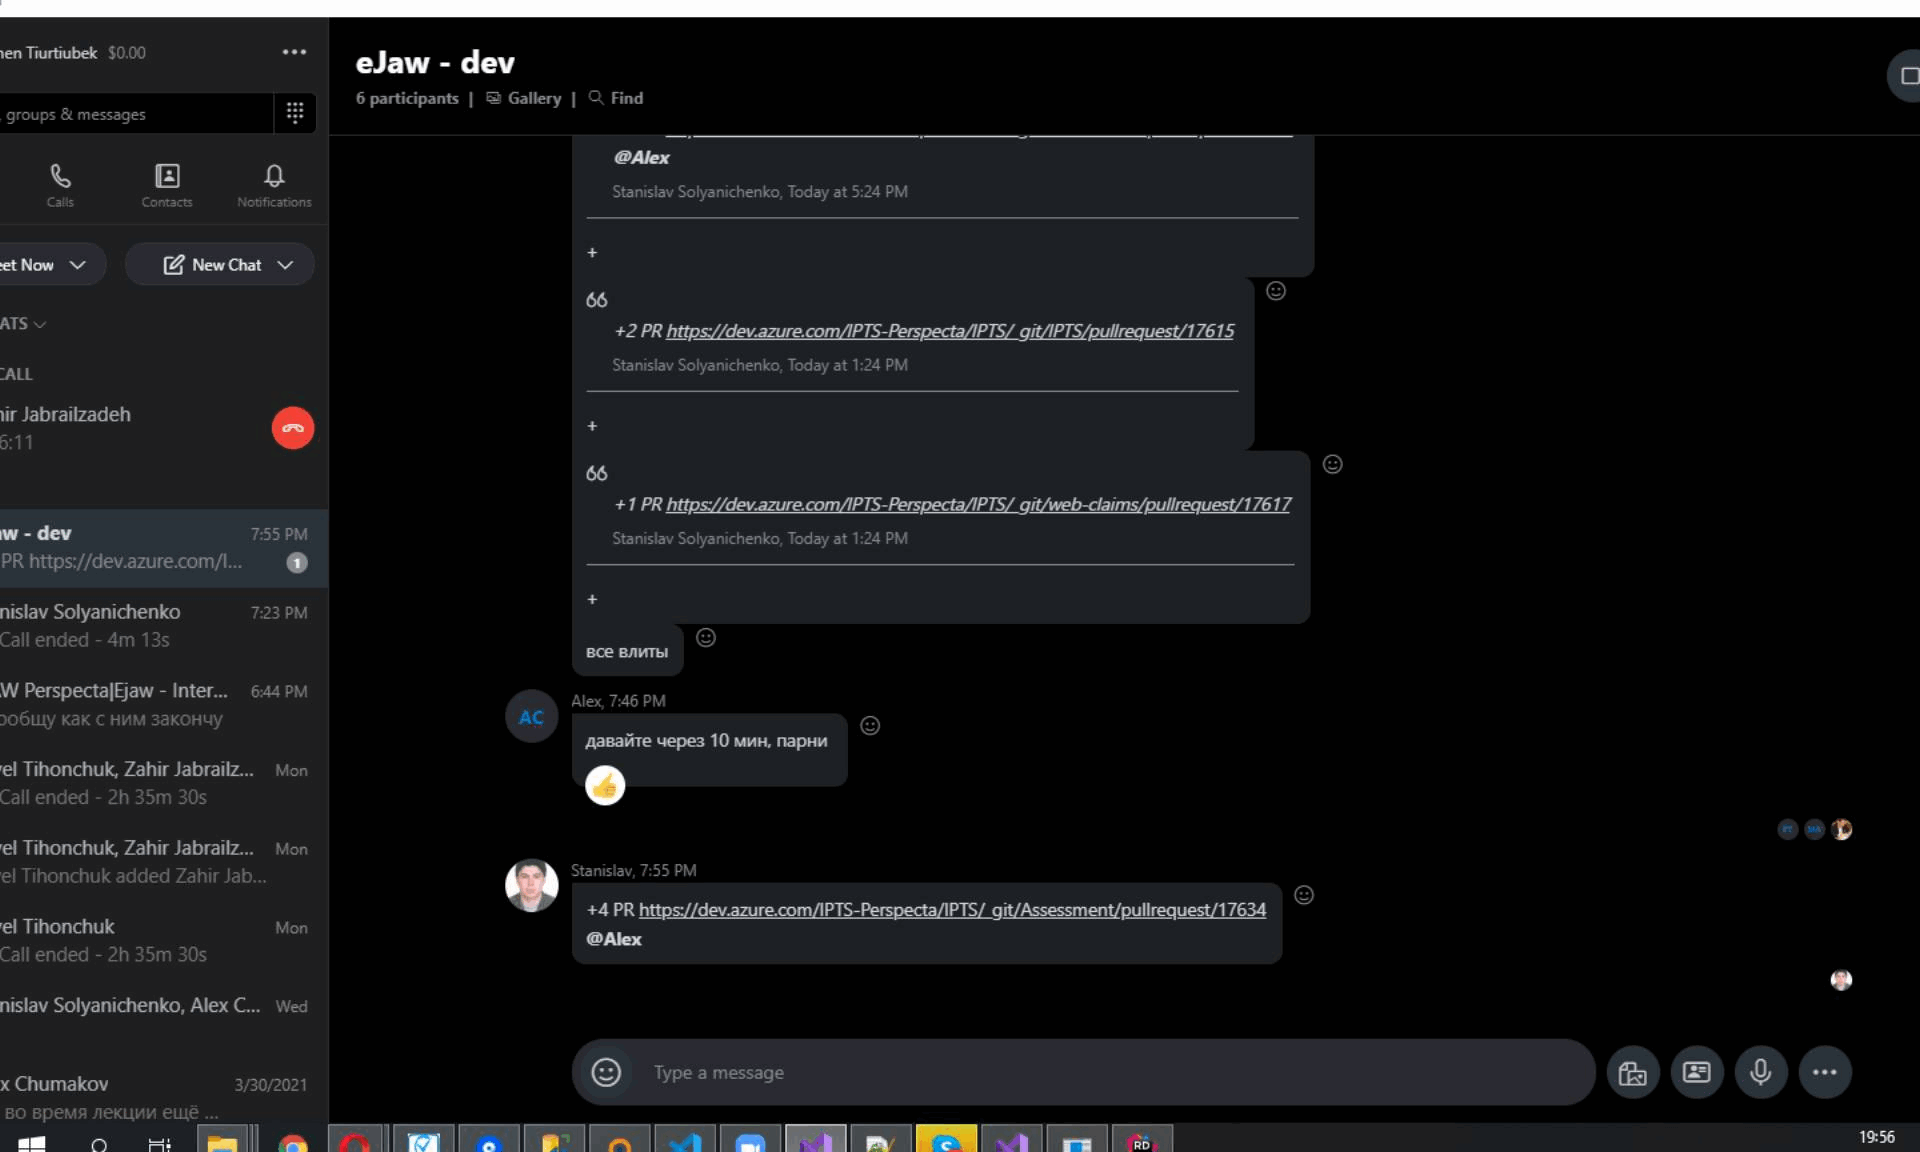 nen Tiurtiubek $0.00
, groups & messages
Calls
Contacts
Notifications
eet Now
New Chat
ATS
CALL
nir Jabrailzadeh
6:11
aw - dev 7:55 PM
PR https://dev.azure.com/I... 1
nislav Solyanichenko 7:23 PM
Call ended - 4m 13s
W Perspecta|Ejaw - Inter... 6:44 PM
ообщу как с ним закончу
vel Tihonchuk, Zahir Jabrailz... Mon
Call ended - 2h 35m 30s
vel Tihonchuk, Zahir Jabrailz... Mon
vel Tihonchuk added Zahir Jab...
vel Tihonchuk Mon
Call ended - 2h 35m 30s
nislav Solyanichenko, Alex C... Wed
x Chumakov 3/30/2021
во время лекции ещё ...
eJaw - dev
6 participants | Gallery | Find
@Alex
Stanislav Solyanichenko, Today at 5:24 PM
+
+2 PR https://dev.azure.com/IPTS-Perspecta/IPTS/_git/IPTS/pullrequest/17615
Stanislav Solyanichenko, Today at 1:24 PM
+
+1 PR https://dev.azure.com/IPTS-Perspecta/IPTS/_git/web-claims/pullrequest/17617
Stanislav Solyanichenko, Today at 1:24 PM
+
все влиты
AC
Alex, 7:46 PM
давайте через 10 мин, парни
Stanislav, 7:55 PM
+4 PR https://dev.azure.com/IPTS-Perspecta/IPTS/_git/Assessment/pullrequest/17634
@Alex
Type a message
RD
19:56